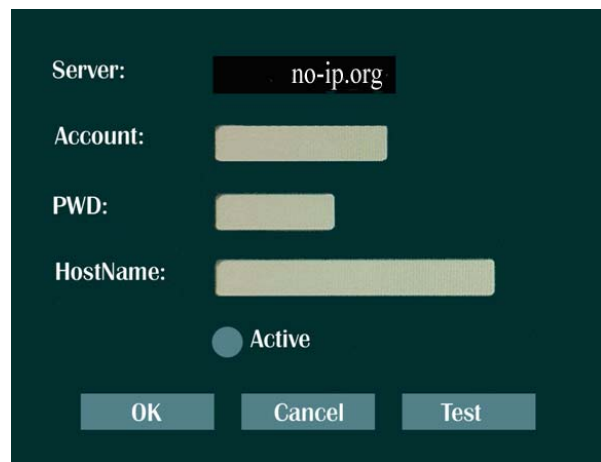 Server: no-ip.org
Account:
PWD:
HostName:
Active
OK Cancel Test